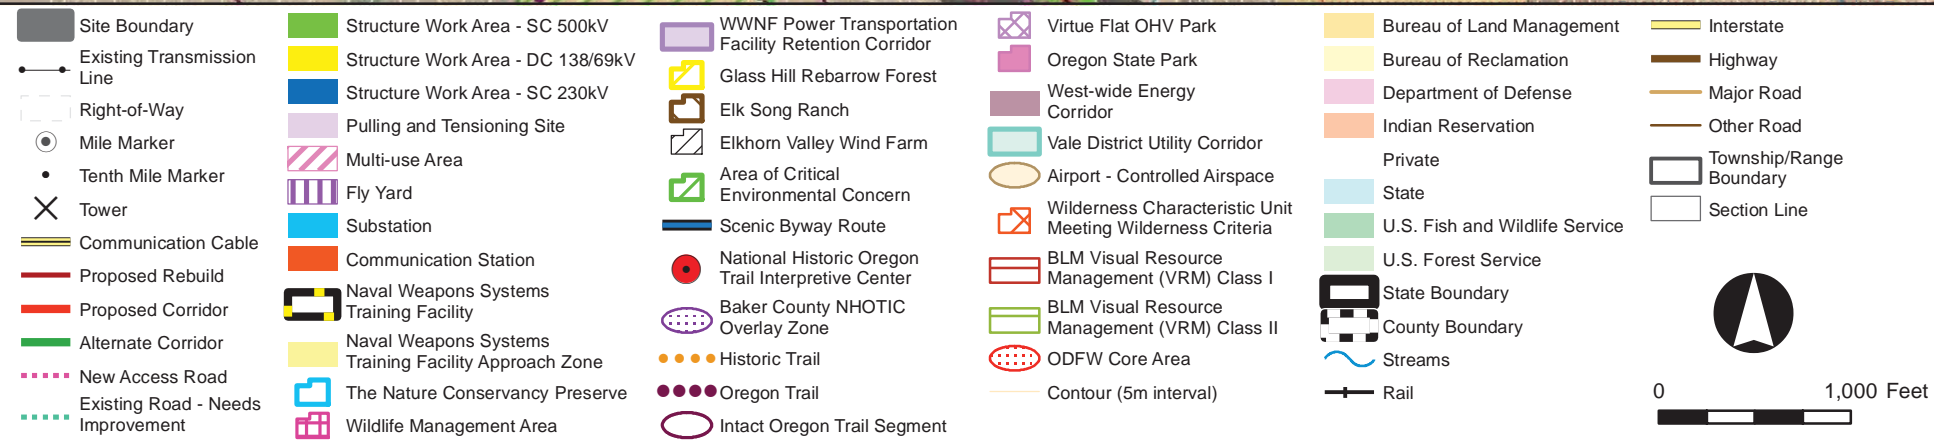 Site Boundary
Existing Transmission
Line
Right-of-Way
Mile Marker
Tenth Mile Marker
Tower
Communication Cable
Proposed Rebuild
Proposed Corridor
Alternate Corridor
New Access Road
Existing Road - Needs
Improvement
Structure Work Area - SC 500kV
Structure Work Area - DC 138/69kV
Structure Work Area - SC 230kV
Pulling and Tensioning Site
Multi-use Area
Fly Yard
Substation
Communication Station
Naval Weapons Systems
Training Facility
Naval Weapons Systems
Training Facility Approach Zone
The Nature Conservancy Preserve
Wildlife Management Area
WWNF Power Transportation
Facility Retention Corridor
Glass Hill Rebarrow Forest
Elk Song Ranch
Elkhorn Valley Wind Farm
Area of Critical
Environmental Concern
Scenic Byway Route
National Historic Oregon
Trail Interpretive Center
Baker County NHOTIC
Overlay Zone
Historic Trail
Oregon Trail
Intact Oregon Trail Segment
Virtue Flat OHV Park
Oregon State Park
West-wide Energy
Corridor
Vale District Utility Corridor
Airport - Controlled Airspace
Wilderness Characteristic Unit
Meeting Wilderness Criteria
BLM Visual Resource
Management (VRM) Class I
BLM Visual Resource
Management (VRM) Class II
ODFW Core Area
Contour (5m interval)
Bureau of Land Management
Bureau of Reclamation
Department of Defense
Indian Reservation
Private
State
U.S. Fish and Wildlife Service
U.S. Forest Service
State Boundary
County Boundary
Streams
Rail
Interstate
Highway
Major Road
Other Road
Township/Range
Boundary
Section Line
0 1,000 Feet